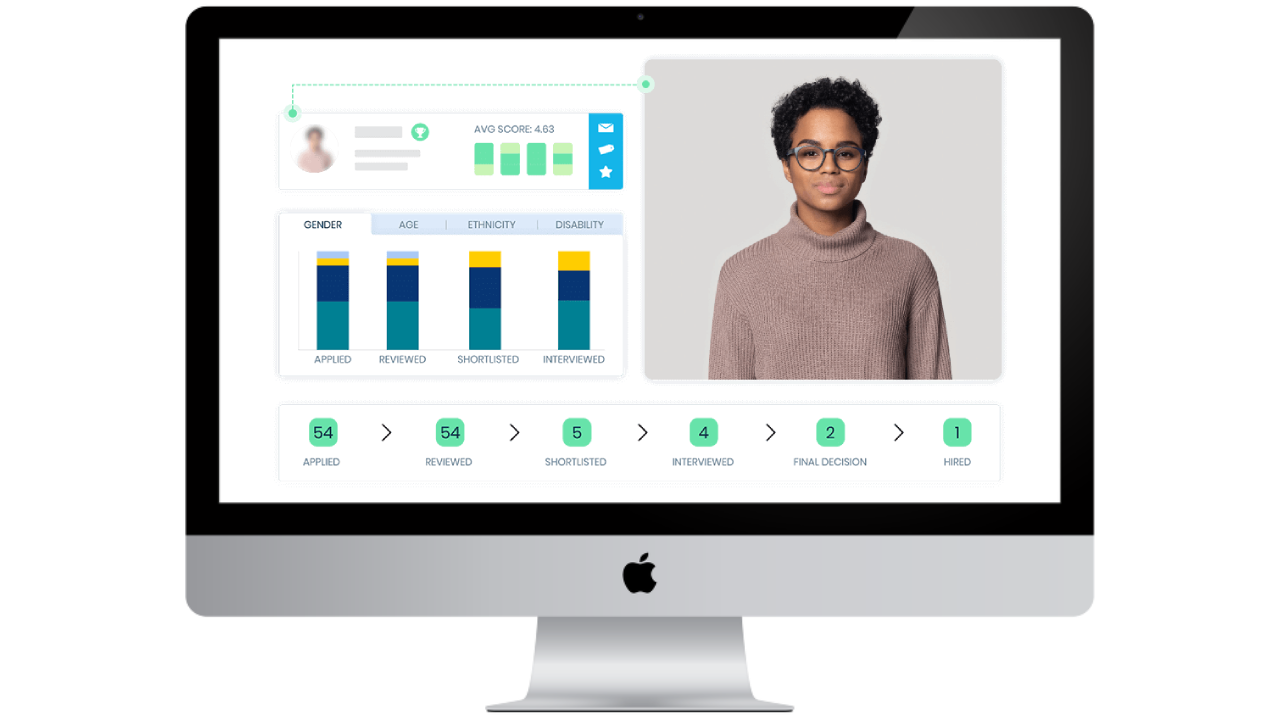 AVG SCORE: 4.63
GENDER AGE ETHNICITY DISABILITY
APPLIED REVIEWED SHORTLISTED INTERVIEWED
54 54 5 4 2 1
APPLIED REVIEWED SHORTLISTED INTERVIEWED FINAL DECISION HIRED